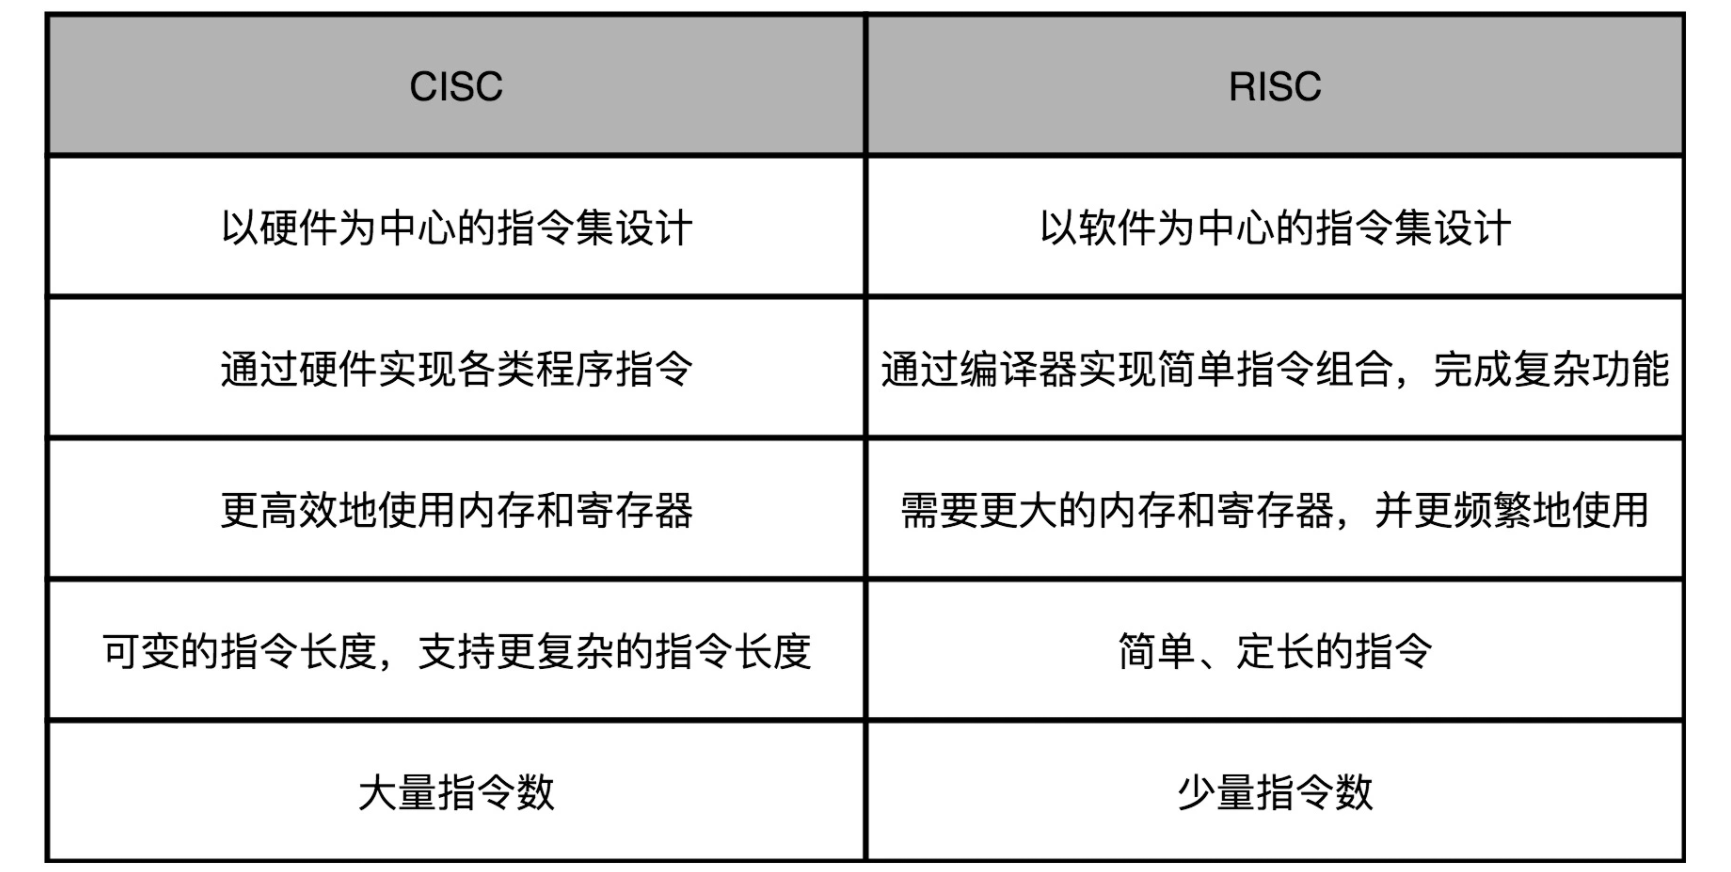 CISC
RISC
以硬件为中心的指令集设计
以软件为中心的指令集设计
通过硬件实现各类程序指令
通过编译器实现简单指令组合，完成复杂功能
更高效地使用内存和寄存器
需要更大的内存和寄存器，并更频繁地使用
可变的指令长度，支持更复杂的指令长度
简单、定长的指令
大量指令数
少量指令数